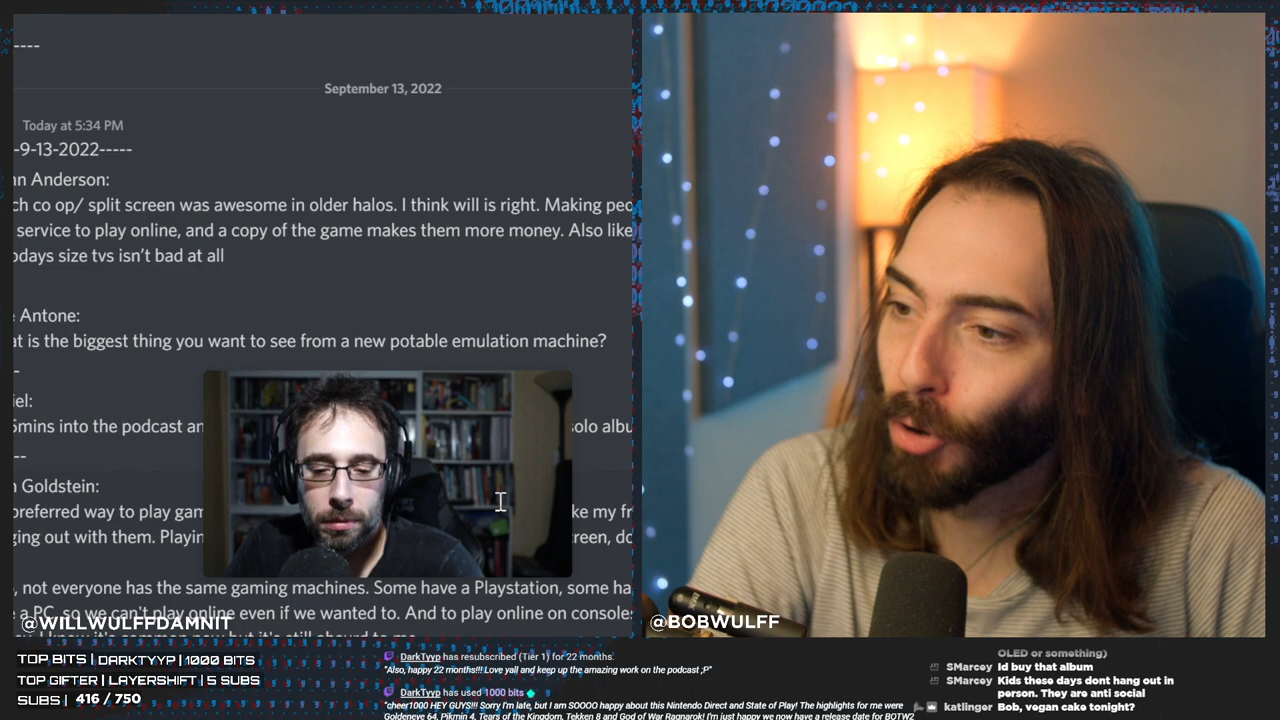 ----
September 13, 2022
Today at 5:34 PM
-9-13-2022-----
nn Anderson:
ch co op/ split screen was awesome in older halos. I think will is right. Making peo
service to play online, and a copy of the game makes them more money. Also like
odays size tvs isn't bad at all
Antone:
at is the biggest thing you want to see from a new potable emulation machine?
-
iel:
5mins into the podcast an
solo albu
--
Goldstein:
preferred way to play gam
ke my fr
ging out with them. Playin
creen, do
, not everyone has the same gaming machines. Some have a Playstation, some ha
a PC, so we can't play online even if we wanted to. And to play online on console
I know it's common now but it's still absurd to me
@WILLWULFFDAMNIT
@BOBWULFF
TOP BITS | DARKTYYP | 1000 BITS
TOP GIFTER | LAYERSHIFT | 5 SUBS
SUBS | 416 / 750
DarkTyyp has resubscribed (Tier 1) for 22 months.
"Also, happy 22 months!!! Love yall and keep up the amazing work on the podcast ;P"
DarkTyyp has used 1000 bits
"cheer1000 HEY GUYS!!! Sorry I'm late, but I am SOOOO happy about this Nintendo Direct and State of Play! The highlights for me were
Goldeneye 64, Pikmin 4, Tears of the Kingdom, Tekken 8 and God of War Ragnarok! I'm just happy we now have a release date for BOTW2
OLED or something)
SMarcey Id buy that album
SMarcey Kids these days dont hang out in
person. They are anti social
katlinger Bob, vegan cake tonight?